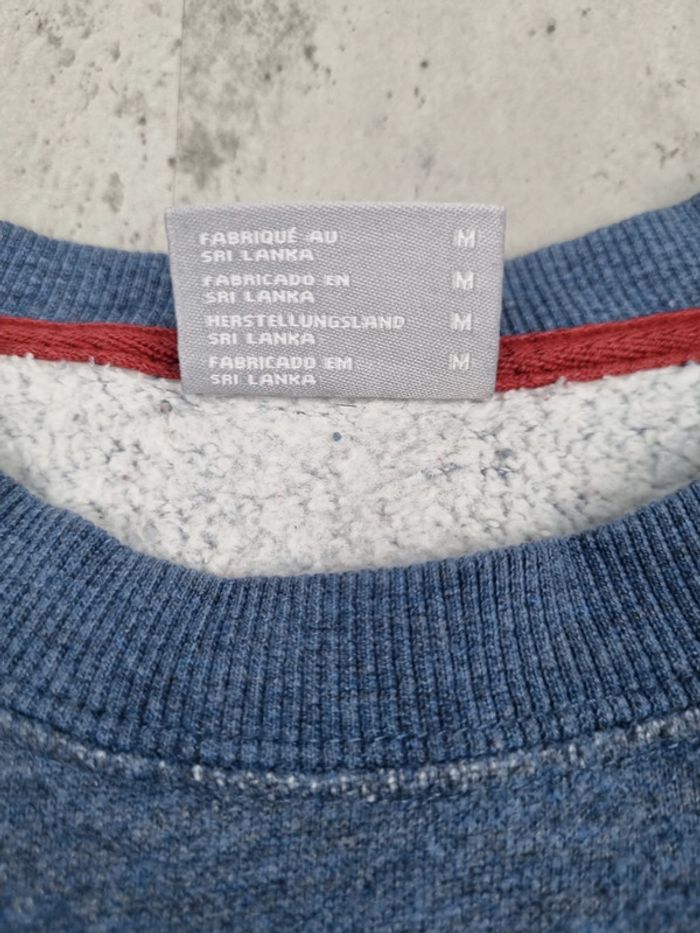 FABRIQUÉ AU M
SRI LANKA
FABRICADO EN M
SRI LANKA
HERSTELLUNGSLAND M
SRI LANKA
FABRICADO EM M
SRI LANKA